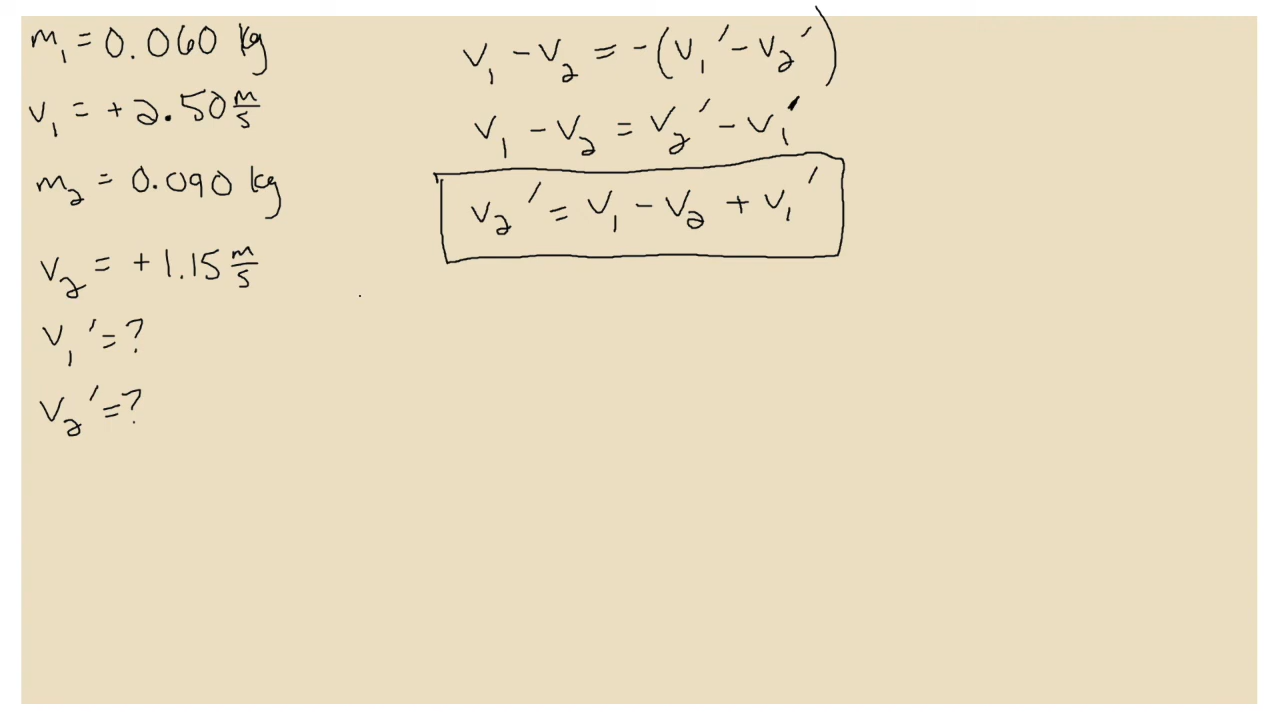 m₁ = 0.060 kg
v₁ = +2.50 m/s
m₂ = 0.090 kg
v₂ = +1.15 m/s
v₁' = ?
v₂' = ?
v₁ - v₂ = -(v₁' - v₂')
v₁ - v₂ = v₂' - v₁'
v₂' = v₁ - v₂ + v₁'